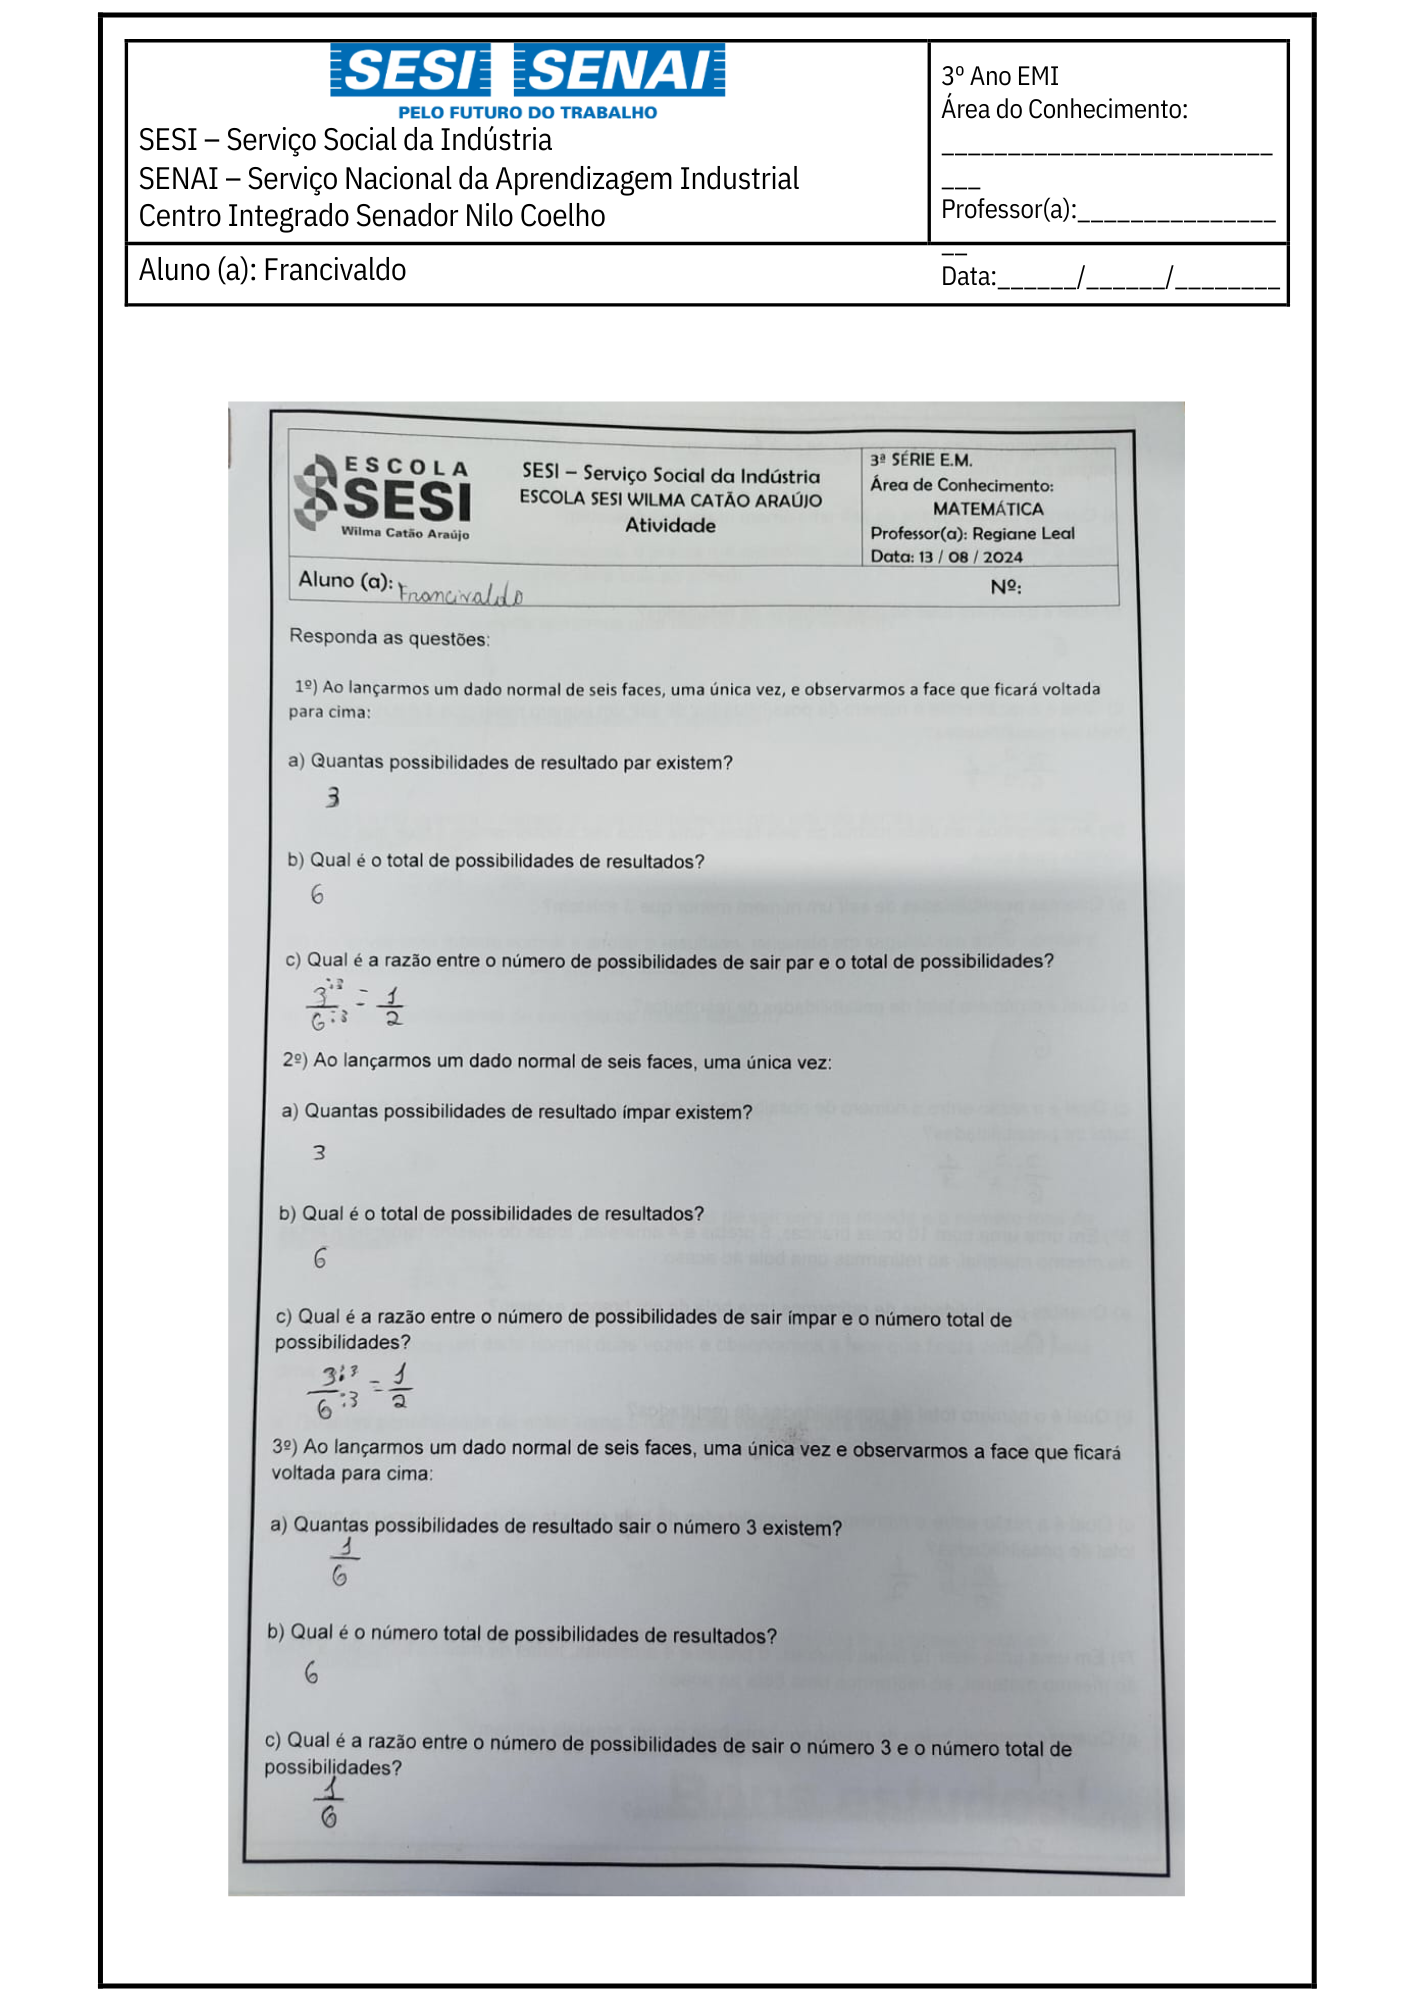 SESI SENAI
PELO FUTURO DO TRABALHO
SESI – Serviço Social da Indústria
SENAI – Serviço Nacional da Aprendizagem Industrial
Centro Integrado Senador Nilo Coelho
3º Ano EMI
Área do Conhecimento:
_________________________
___
Professor(a):_______________
__
Data:______/______/________
Aluno (a): Francivaldo
ESCOLA
SESI
Wilma Catão Araújo
SESI – Serviço Social da Indústria
ESCOLA SESI WILMA CATÃO ARAÚJO
Atividade
3ª SÉRIE E.M.
Área de Conhecimento:
MATEMÁTICA
Professor(a): Regiane Leal
Data: 13 / 08 / 2024
Aluno (a): Francivaldo
Nº:
Responda as questões:
1º) Ao lançarmos um dado normal de seis faces, uma única vez, e observarmos a face que ficará voltada
para cima:
a) Quantas possibilidades de resultado par existem?
3
b) Qual é o total de possibilidades de resultados?
6
c) Qual é a razão entre o número de possibilidades de sair par e o total de possibilidades?
3:3/6:3 = 1/2
2º) Ao lançarmos um dado normal de seis faces, uma única vez:
a) Quantas possibilidades de resultado ímpar existem?
3
b) Qual é o total de possibilidades de resultados?
6
c) Qual é a razão entre o número de possibilidades de sair ímpar e o número total de
possibilidades?
3:3/6:3 = 1/2
3º) Ao lançarmos um dado normal de seis faces, uma única vez e observarmos a face que ficará
voltada para cima:
a) Quantas possibilidades de resultado sair o número 3 existem?
1/6
b) Qual é o número total de possibilidades de resultados?
6
c) Qual é a razão entre o número de possibilidades de sair o número 3 e o número total de
possibilidades?
1/6